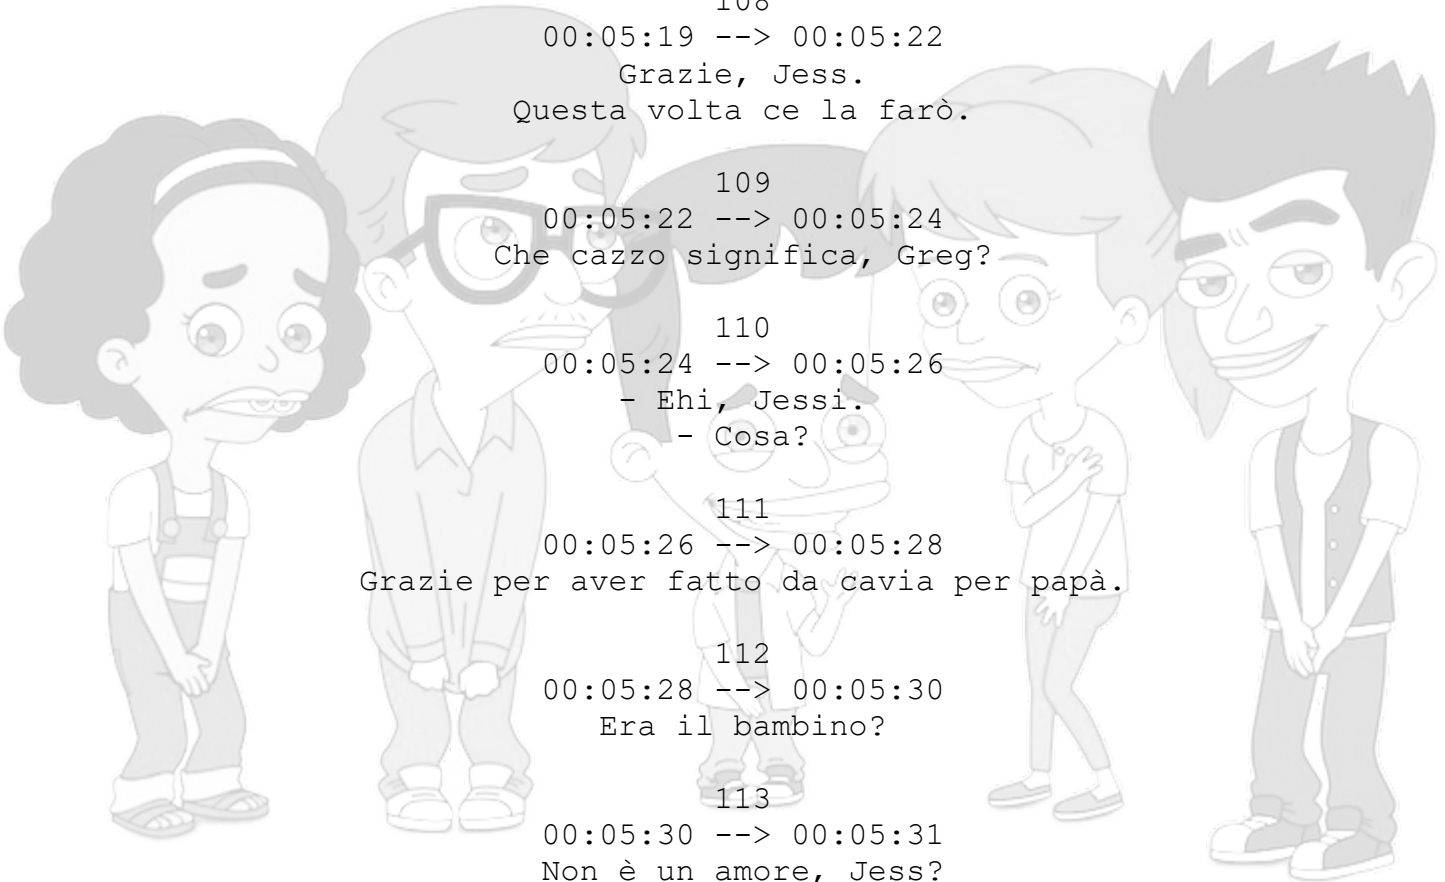 108
00:05:19 --> 00:05:22
Grazie, Jess.
Questa volta ce la farò.
109
00:05:22 --> 00:05:24
Che cazzo significa, Greg?
110
00:05:24 --> 00:05:26
- Ehi, Jessi.
- Cosa?
111
00:05:26 --> 00:05:28
Grazie per aver fatto da cavia per papà.
112
00:05:28 --> 00:05:30
Era il bambino?
113
00:05:30 --> 00:05:31
Non è un amore, Jess?